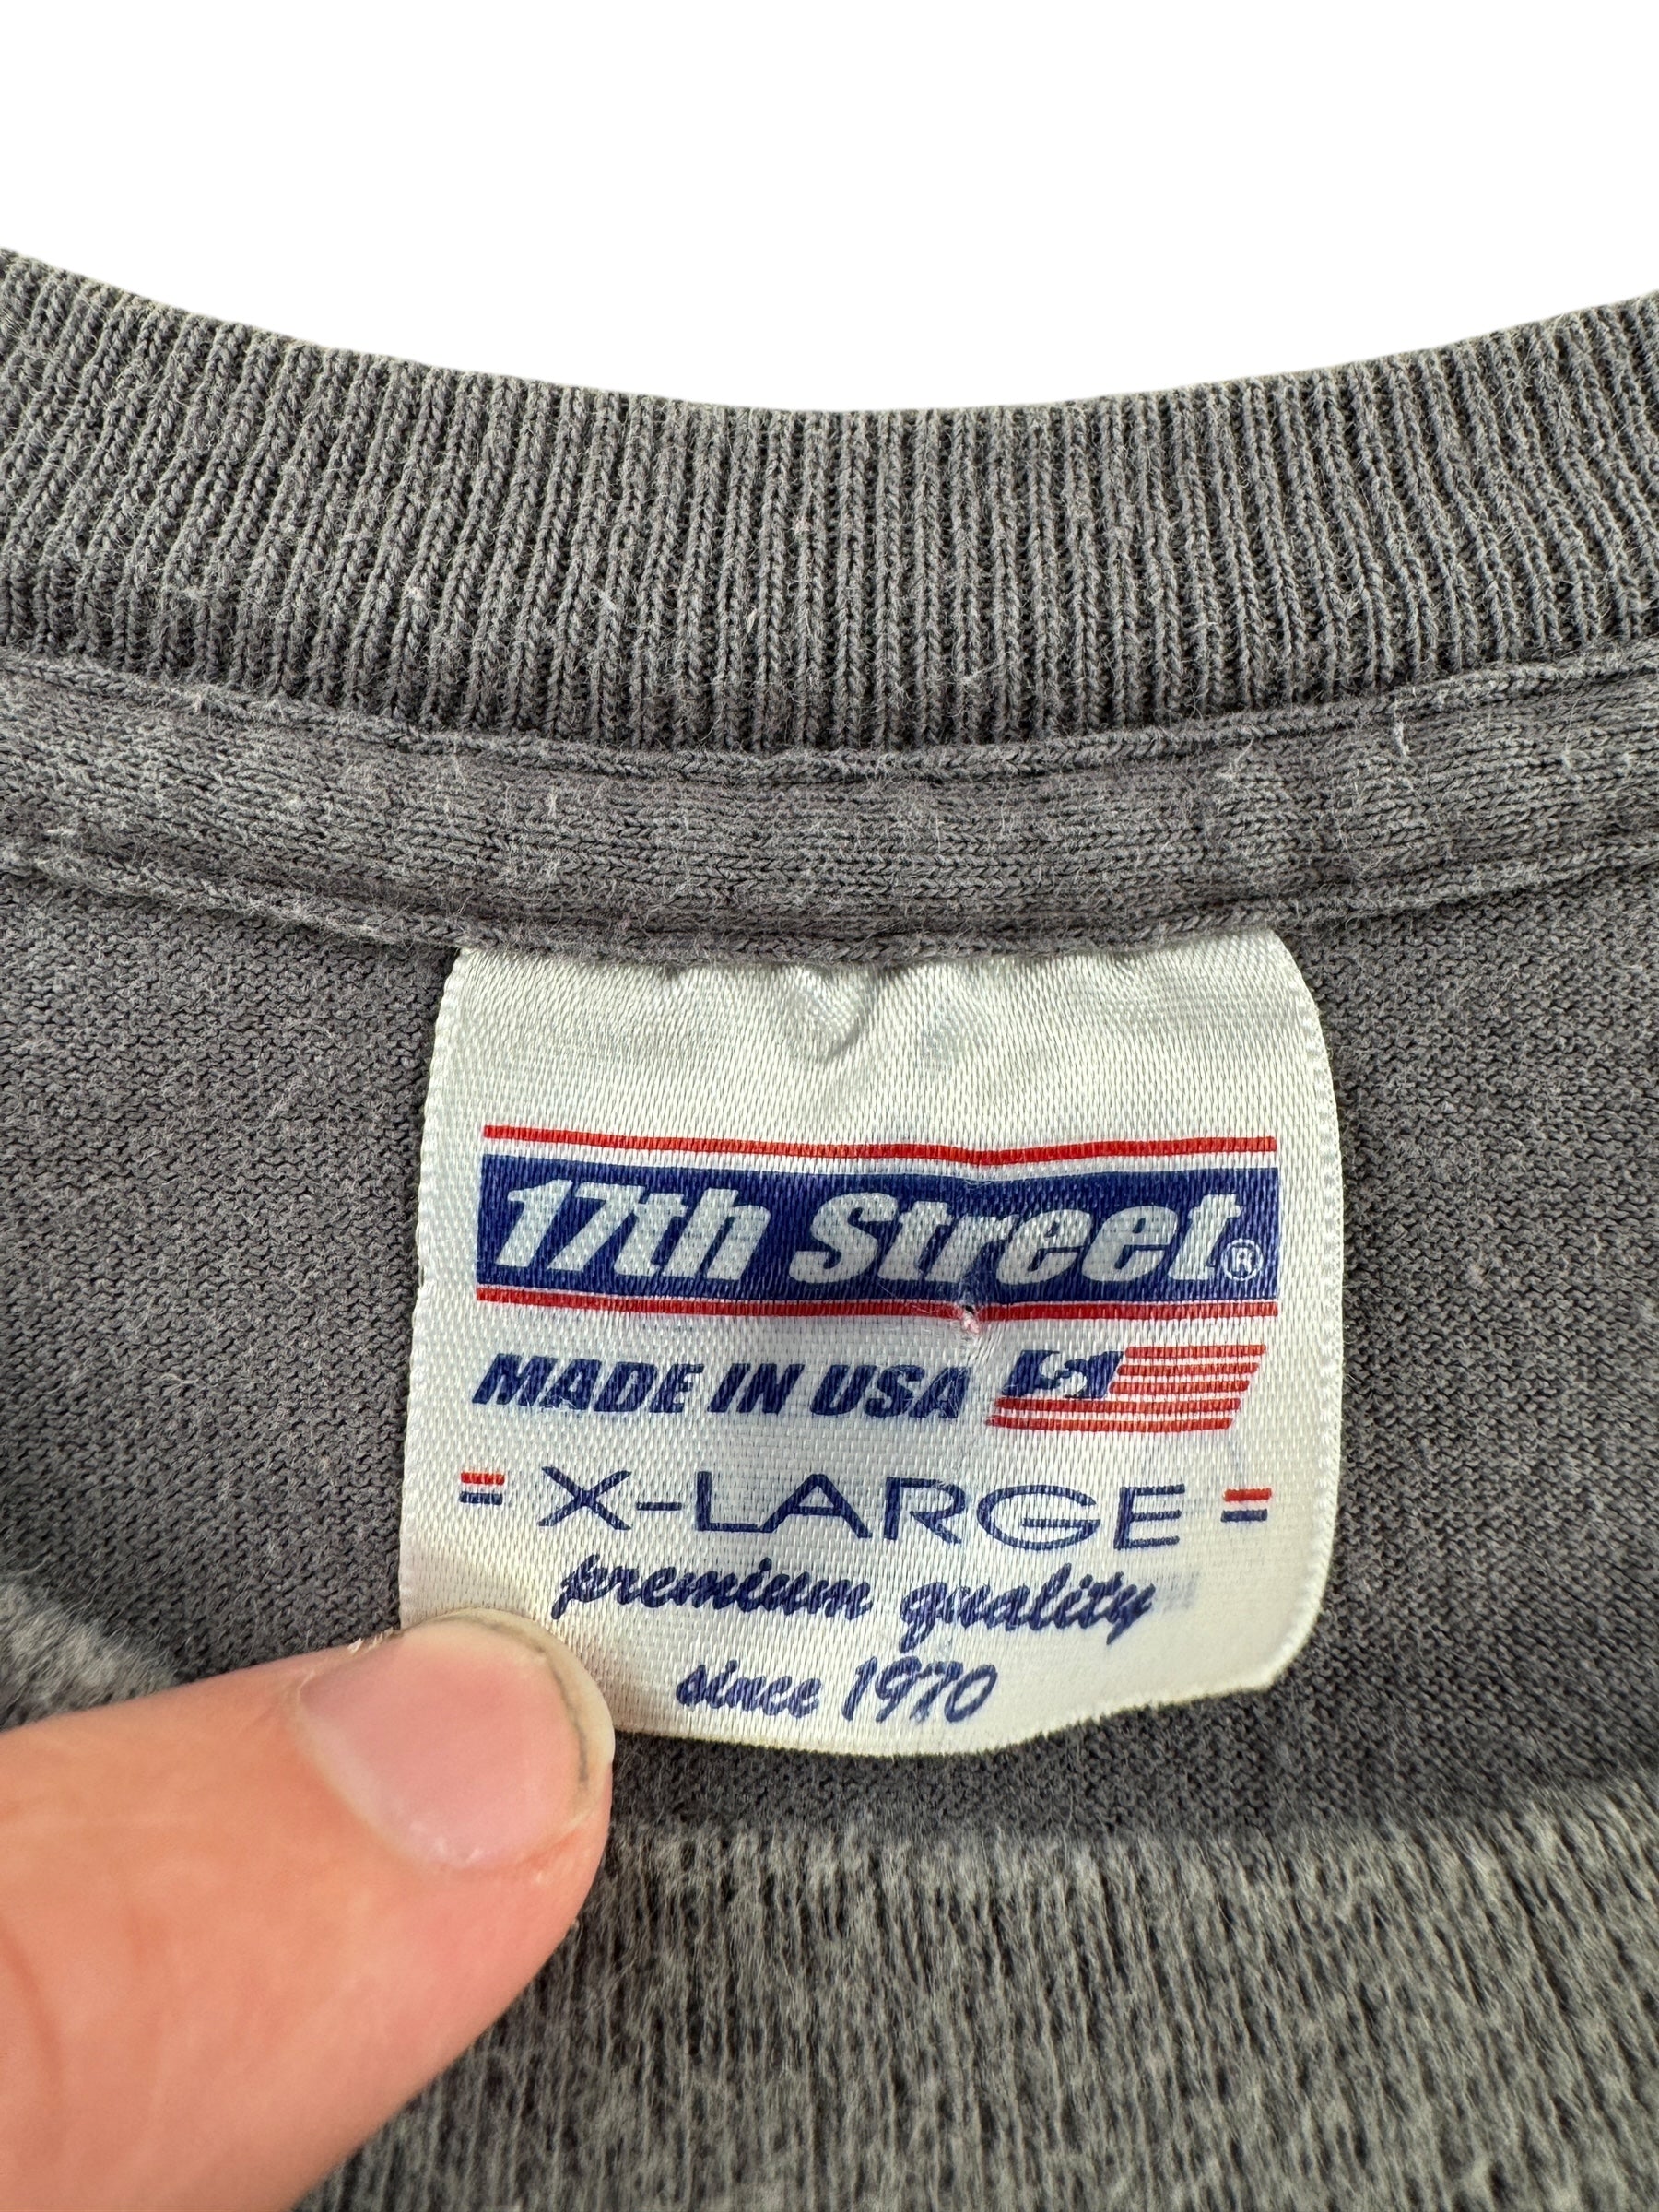 17th Street®
MADE IN USA
X-LARGE
premium quality
since 1970